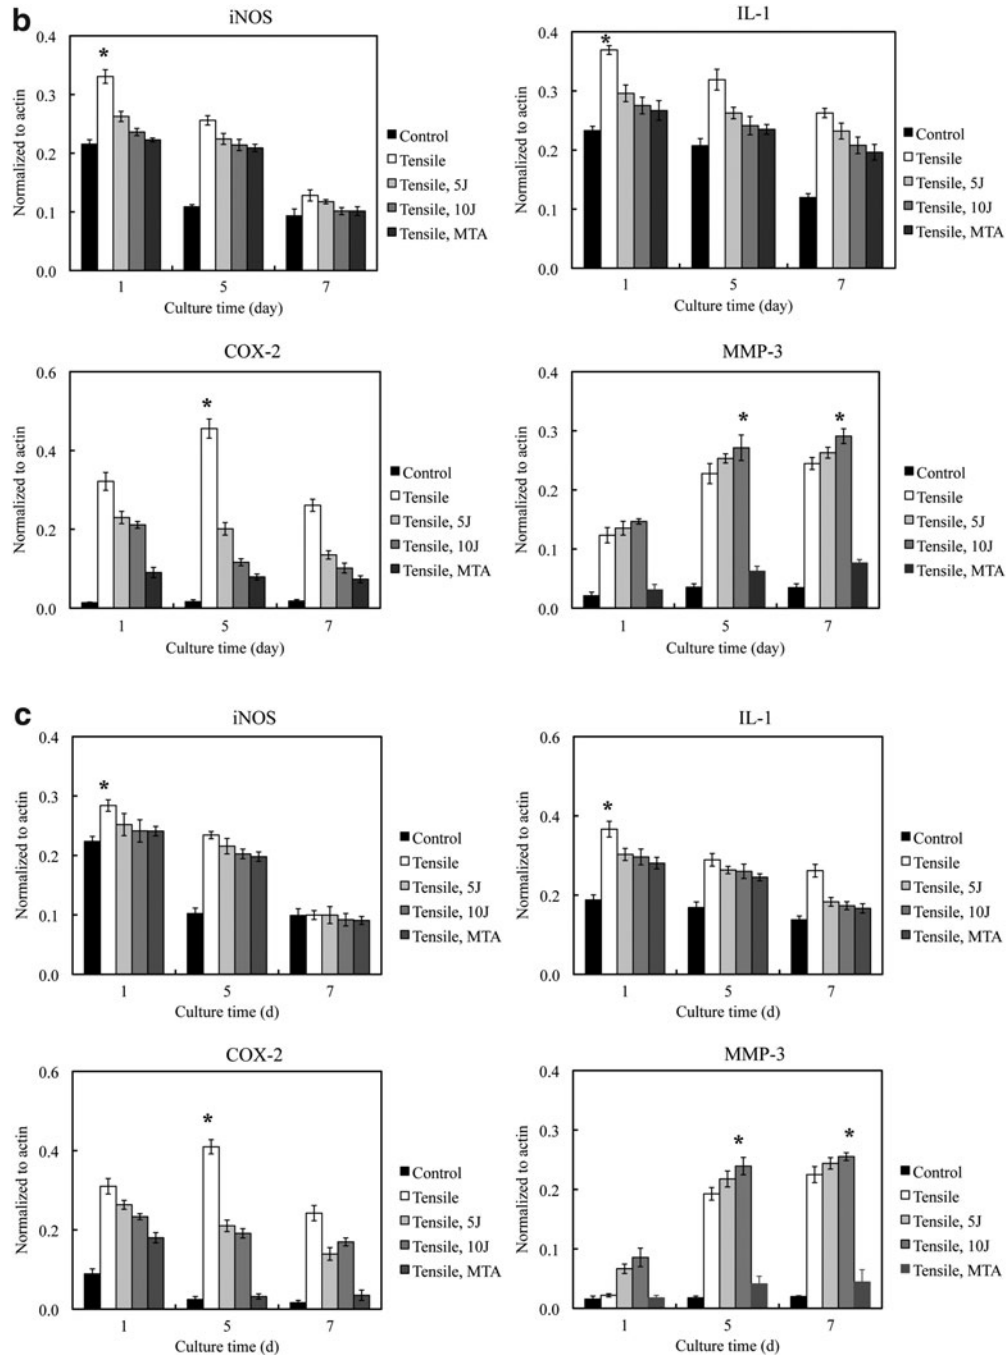 b
iNOS
Normalized to actin
0.4
0.3
0.2
0.1
0.0
1 5 7
Culture time (day)
*
Control
Tensile
Tensile, 5J
Tensile, 10J
Tensile, MTA
IL-1
Normalized to actin
0.4
0.3
0.2
0.1
0.0
1 5 7
Culture time (day)
*
Control
Tensile
Tensile, 5J
Tensile, 10J
Tensile, MTA
COX-2
Normalized to actin
0.6
0.4
0.2
0.0
1 5 7
Culture time (day)
*
Control
Tensile
Tensile, 5J
Tensile, 10J
Tensile, MTA
MMP-3
Normalized to actin
0.4
0.3
0.2
0.1
0.0
1 5 7
Culture time (day)
* *
Control
Tensile
Tensile, 5J
Tensile, 10J
Tensile, MTA
c
iNOS
Normalized to actin
0.4
0.3
0.2
0.1
0.0
1 5 7
Culture time (d)
*
Control
Tensile
Tensile, 5J
Tensile, 10J
Tensile, MTA
IL-1
Normalized to actin
0.6
0.4
0.2
0.0
1 5 7
Culture time (d)
*
Control
Tensile
Tensile, 5J
Tensile, 10J
Tensile, MTA
COX-2
Normalized to actin
0.6
0.4
0.2
0.0
1 5 7
Culture time (d)
*
Control
Tensile
Tensile, 5J
Tensile, 10J
Tensile, MTA
MMP-3
Normalized to actin
0.4
0.3
0.2
0.1
0.0
1 5 7
Culture time (d)
* *
Control
Tensile
Tensile, 5J
Tensile, 10J
Tensile, MTA